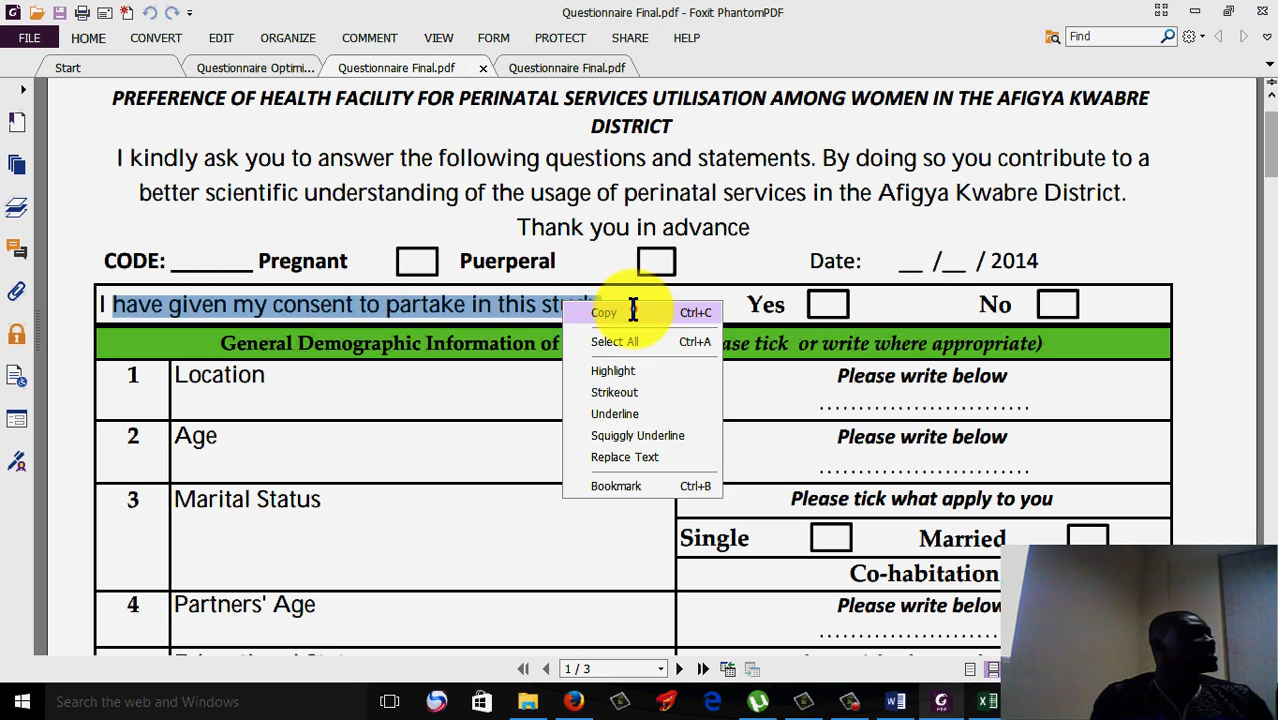 Questionnaire Final.pdf - Foxit PhantomPDF
FILE HOME CONVERT EDIT ORGANIZE COMMENT VIEW FORM PROTECT SHARE HELP
Find
Start Questionnaire Optimi... Questionnaire Final.pdf Questionnaire Final.pdf
PREFERENCE OF HEALTH FACILITY FOR PERINATAL SERVICES UTILISATION AMONG WOMEN IN THE AFIGYA KWABRE
DISTRICT
I kindly ask you to answer the following questions and statements. By doing so you contribute to a
better scientific understanding of the usage of perinatal services in the Afigya Kwabre District.
Thank you in advance
CODE: _______ Pregnant Puerperal Date: __ /__ / 2014
I have given my consent to partake in this Yes No
Copy Ctrl+C
Select All Ctrl+A
Highlight
Strikeout
Underline
Squiggly Underline
Replace Text
Bookmark Ctrl+B
General Demographic Information of tick or write where appropriate)
1 Location Please write below
................................
2 Age Please write below
................................
3 Marital Status Please tick what apply to you
Single Married
Co-habitation
4 Partners' Age Please write
1 / 3
Search the web and Windows